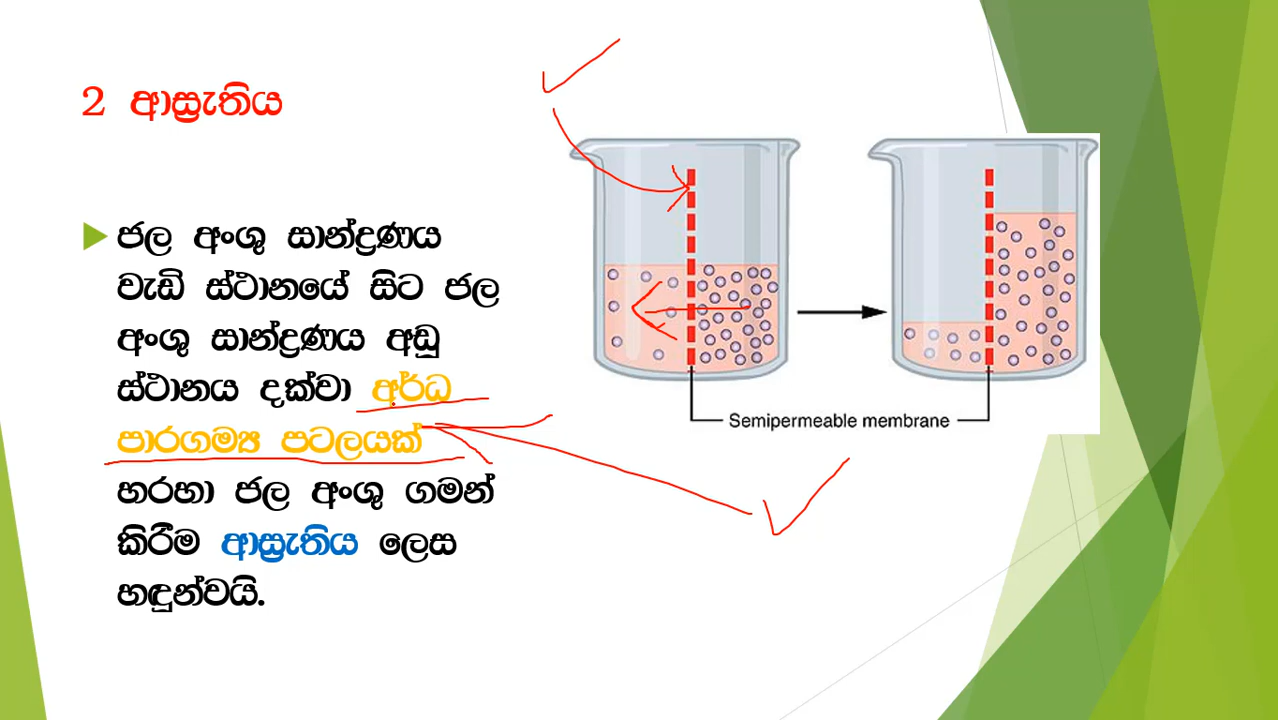 2 ආස්‍රැතිය
ජල අංශු සාන්ද්‍රණය
වැඩි ස්ථානයේ සිට ජල
අංශු සාන්ද්‍රණය අඩු
ස්ථානය දක්වා අර්ධ
පාරගම්‍ය පටලයක්
හරහා ජල අංශු ගමන්
කිරීම ආස්‍රැතිය ලෙස
හඳුන්වයි.
Semipermeable membrane